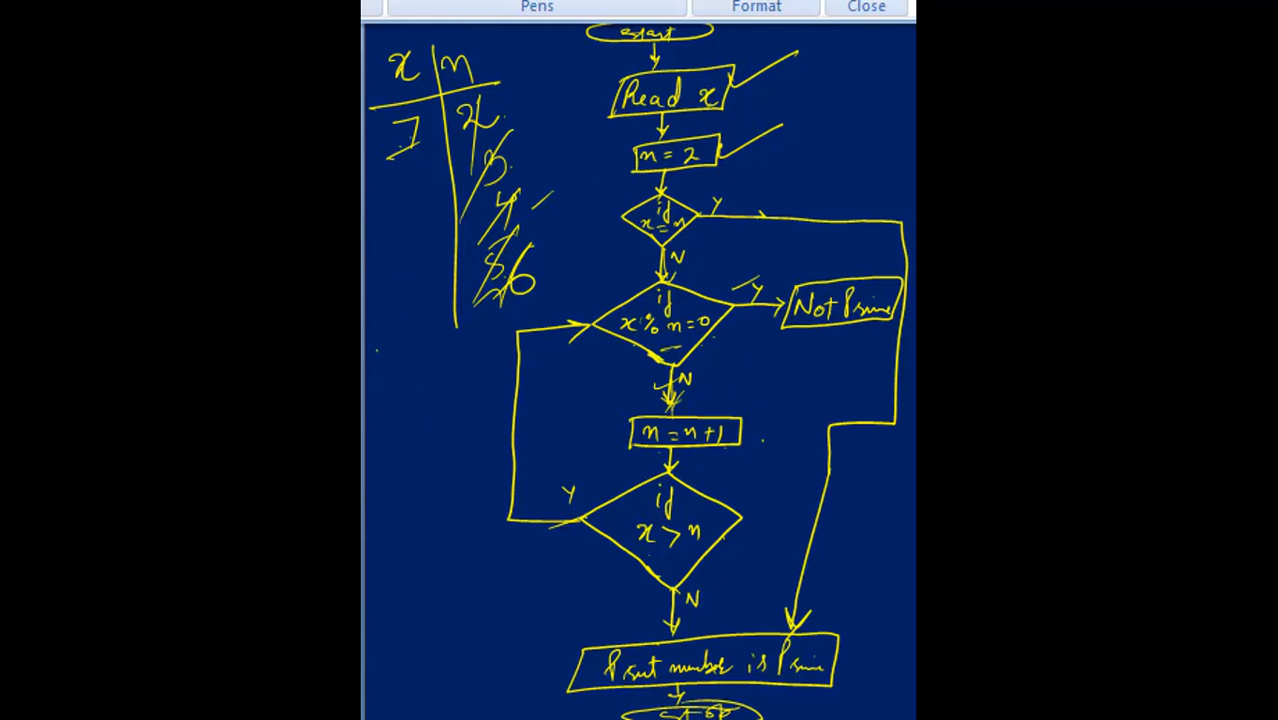 Pens Format Close
start
x n
Read x
7 2
3
n = 2
4
if
x = n
Y
5 6
N
if
x % n = 0
Y
Not Prime
N
n = n + 1
if
x > n
Y
N
Print number is Prime
stop